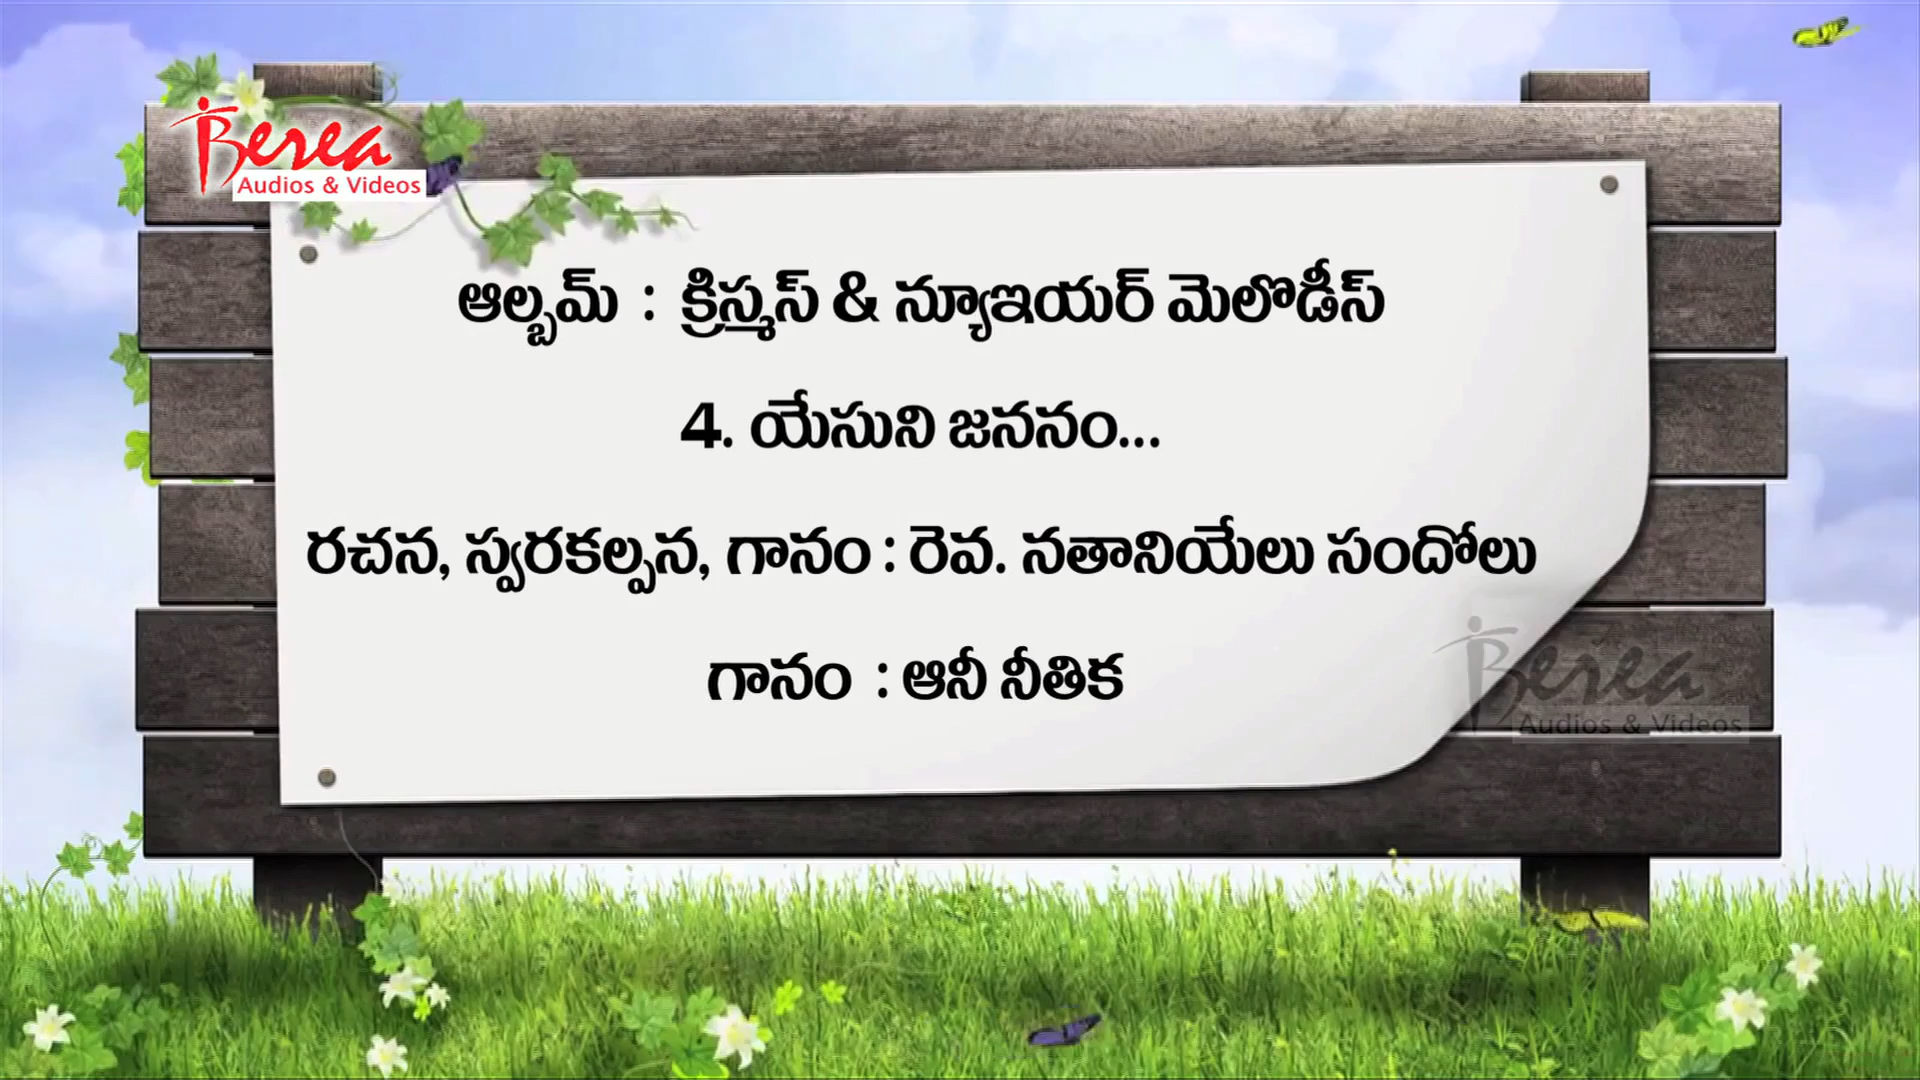 Berea
Audios & Videos
ఆల్బమ్ : క్రిస్మస్ & న్యూఇయర్ మెలొడీస్
4. యేసుని జననం...
రచన, స్వరకల్పన, గానం : రెవ. నతానియేలు సందోలు
గానం : ఆనీ నీతిక
Berea
Audios & Videos